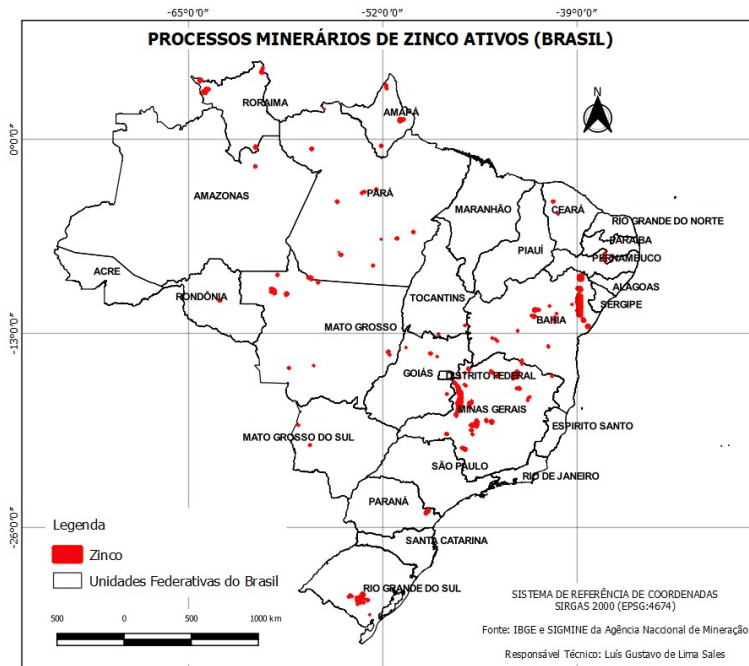 -65°0'0" -52°0'0" -39°0'0"
PROCESSOS MINERÁRIOS DE ZINCO ATIVOS (BRASIL)
N
RORAIMA
AMAPÁ
0°0'0"
AMAZONAS
PARÁ
MARANHÃO
CEARÁ
RIO GRANDE DO NORTE
PARAIBA
PIAUÍ
PERNAMBUCO
ACRE
ALAGOAS
RONDÔNIA
TOCANTINS
SERGIPE
BAHIA
MATO GROSSO
-13°0'0"
GOIÁS
DISTRITO FEDERAL
MINAS GERAIS
ESPIRITO SANTO
MATO GROSSO DO SUL
SÃO PAULO
RIO DE JANEIRO
PARANÁ
-26°0'0"
SANTA CATARINA
RIO GRANDE DO SUL
Legenda
Zinco
Unidades Federativas do Brasil
500 0 500 1000 km
SISTEMA DE REFERÊNCIA DE COORDENADAS
SIRGAS 2000 (EPSG:4674)
Fonte: IBGE e SIGMINE da Agência Naccional de Mineração
Responsável Técnico: Luís Gustavo de Lima Sales